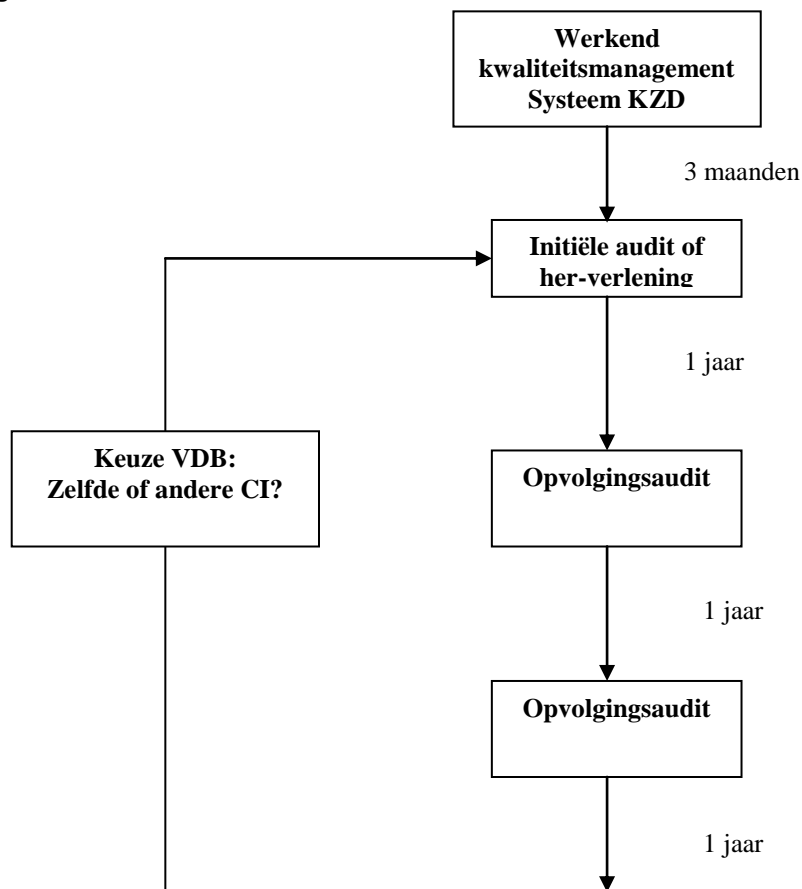 Werkend
kwaliteitsmanagement
Systeem KZD
3 maanden
Initiële audit of
her-verlening
1 jaar
Keuze VDB:
Zelfde of andere CI?
Opvolgingsaudit
1 jaar
Opvolgingsaudit
1 jaar